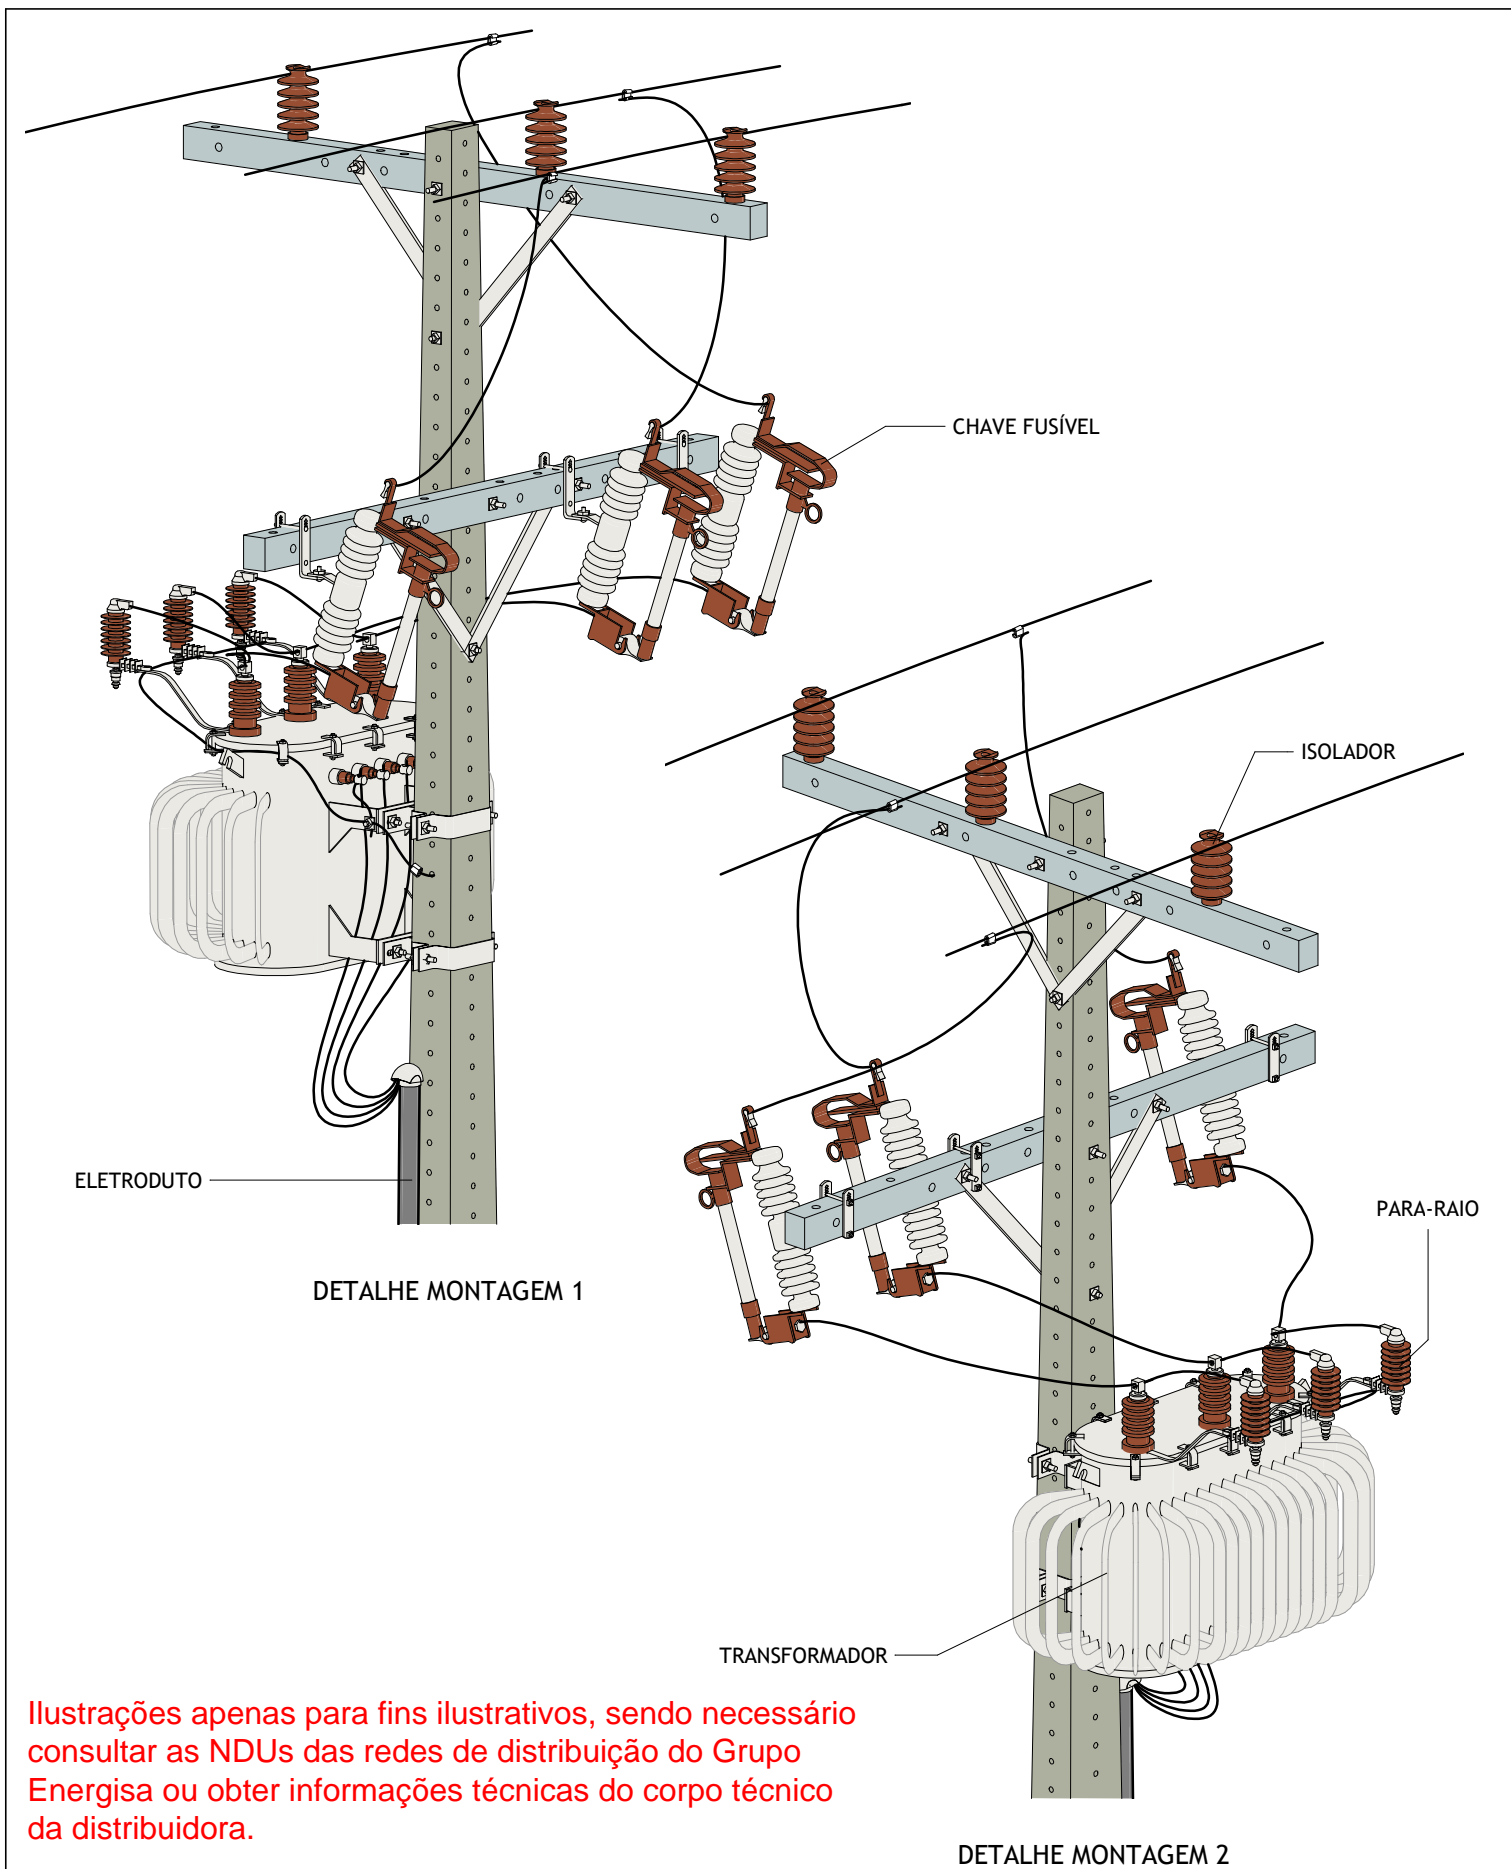 CHAVE FUSÍVEL
ISOLADOR
ELETRODUTO
PARA-RAIO
DETALHE MONTAGEM 1
TRANSFORMADOR
Ilustrações apenas para fins ilustrativos, sendo necessário
consultar as NDUs das redes de distribuição do Grupo
Energisa ou obter informações técnicas do corpo técnico
da distribuidora.
DETALHE MONTAGEM 2